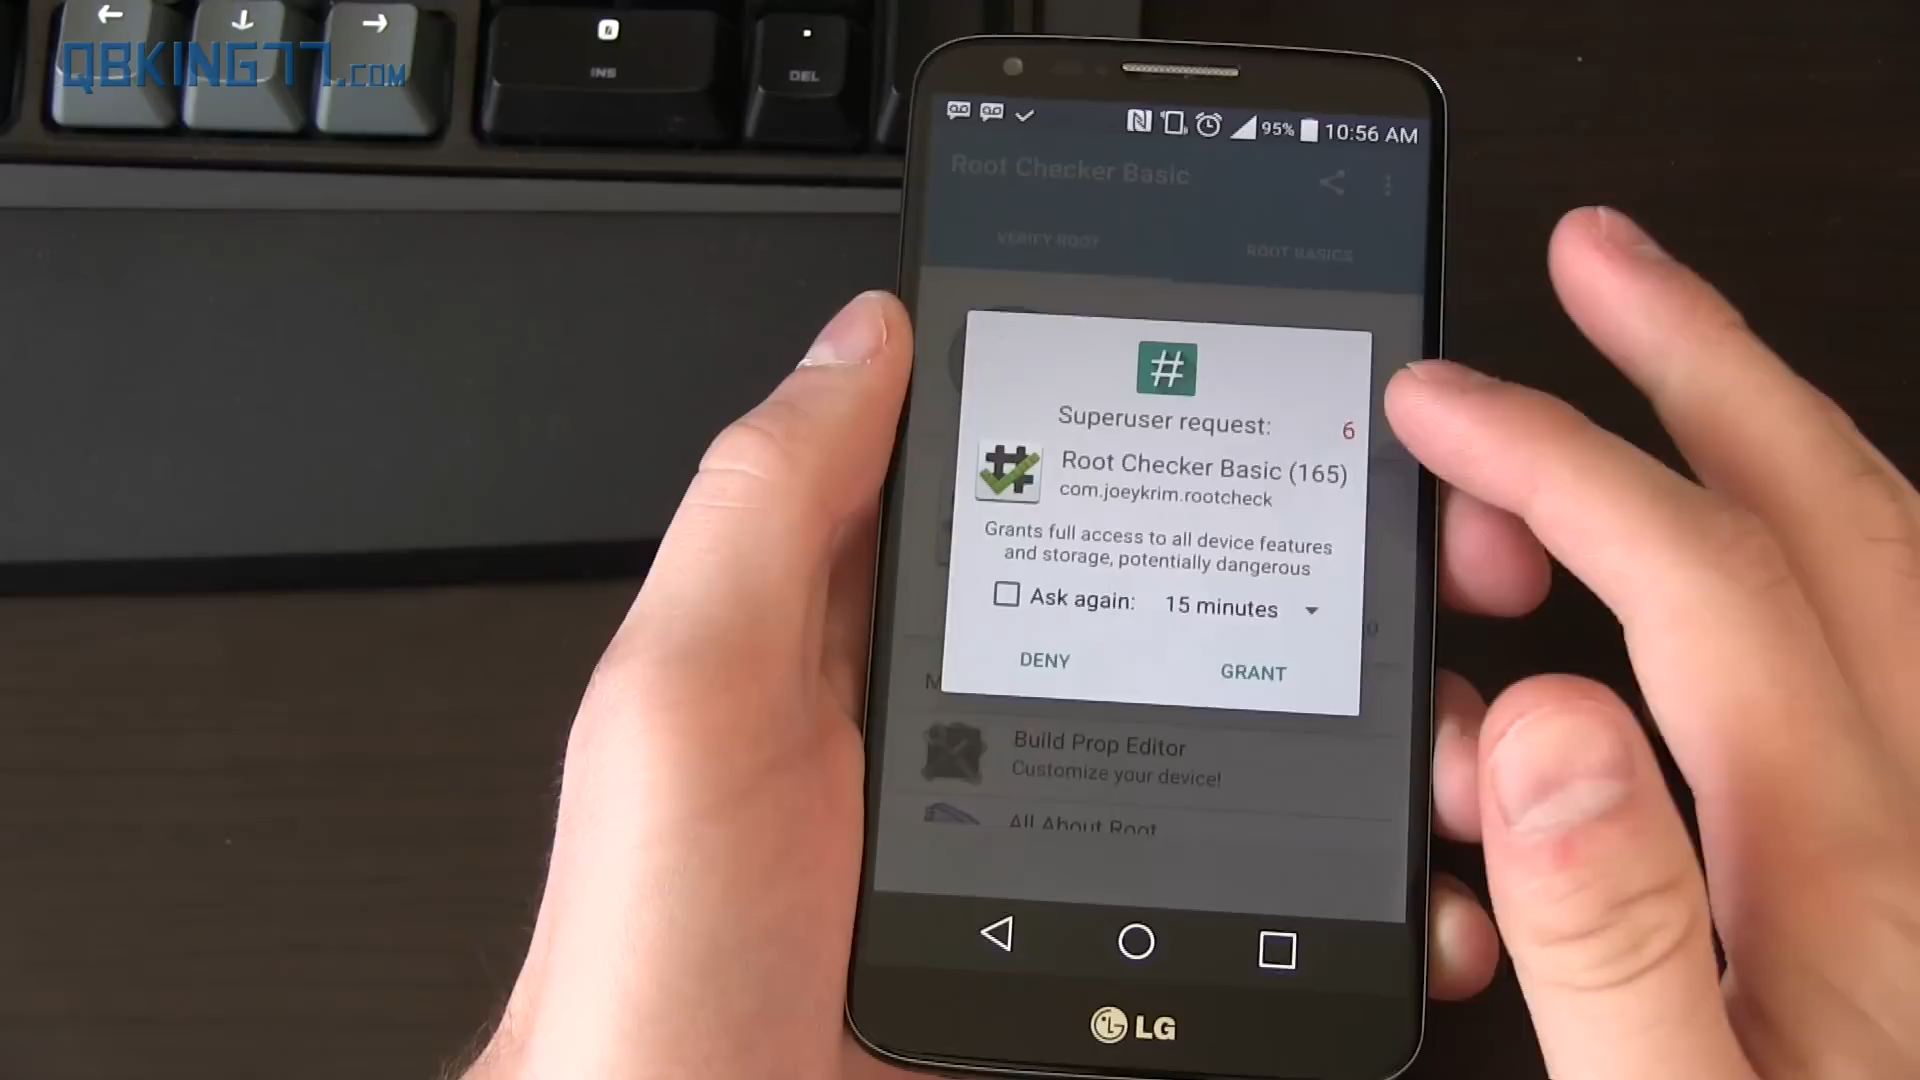 QBKING77.COM
INS
DEL
95% 10:56 AM
Root Checker Basic
VERIFY ROOT
ROOT BASICS
Superuser request:
6
Root Checker Basic (165)
com.joeykrim.rootcheck
Grants full access to all device features
and storage, potentially dangerous
Ask again: 15 minutes
DENY
GRANT
Build Prop Editor
Customize your device!
All About Root
LG